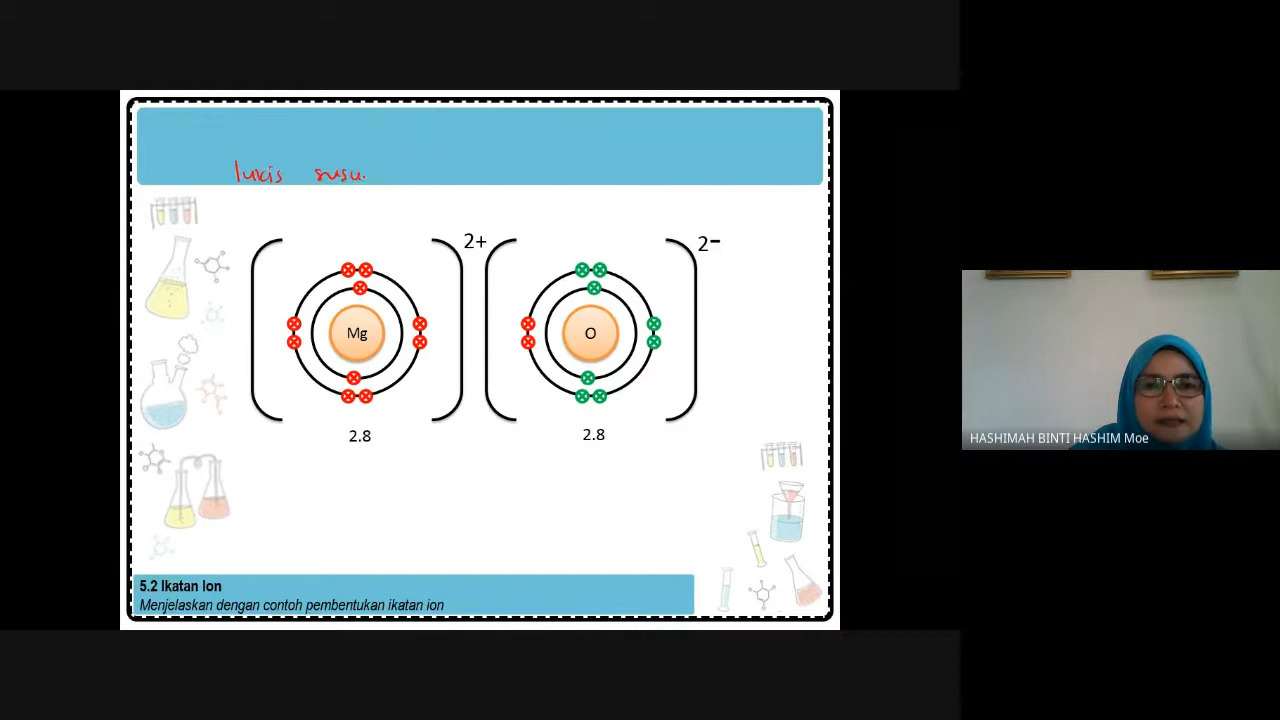 lukis susu.
2+
2−
Mg
O
2.8
2.8
5.2 Ikatan Ion
Menjelaskan dengan contoh pembentukan ikatan ion
HASHIMAH BINTI HASHIM Moe